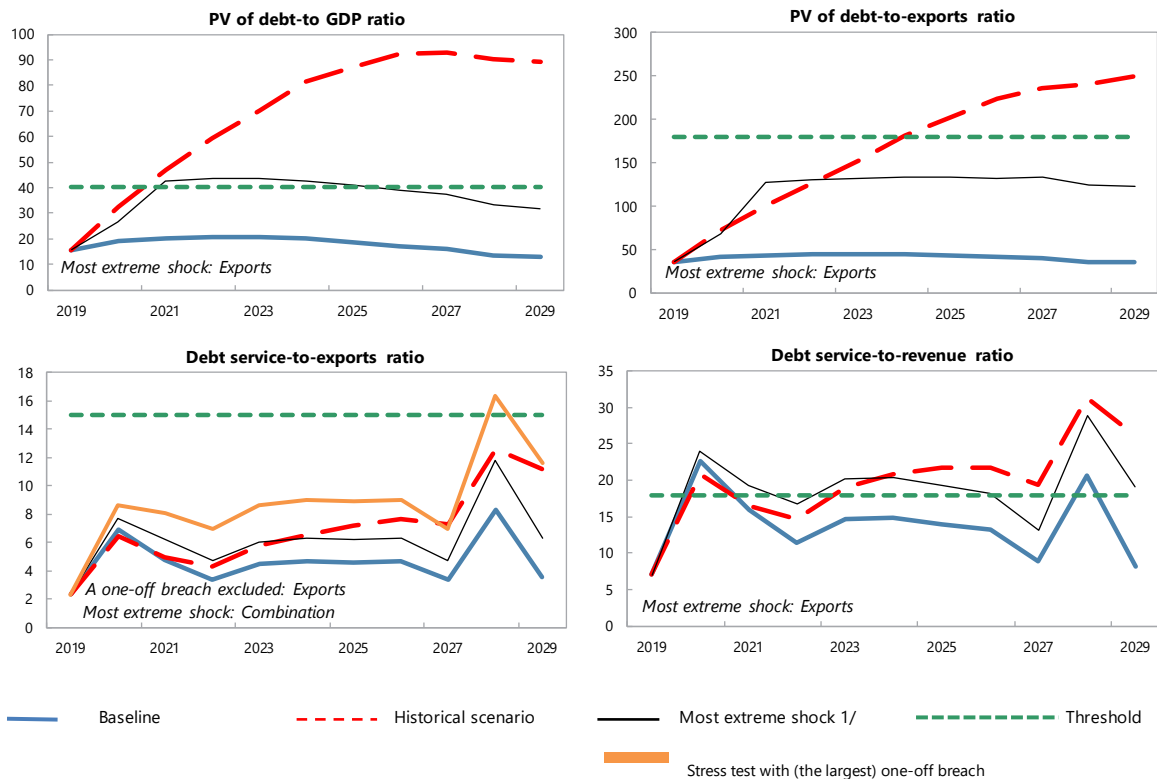 PV of debt-to GDP ratio
100
90
80
70
60
50
40
30
20
10
0
Most extreme shock: Exports
2019 2021 2023 2025 2027 2029
PV of debt-to-exports ratio
300
250
200
150
100
50
0
Most extreme shock: Exports
2019 2021 2023 2025 2027 2029
Debt service-to-exports ratio
18
16
14
12
10
8
6
4
2
0
A one-off breach excluded: Exports
Most extreme shock: Combination
2019 2021 2023 2025 2027 2029
Debt service-to-revenue ratio
35
30
25
20
15
10
5
0
Most extreme shock: Exports
2019 2021 2023 2025 2027 2029
Baseline Historical scenario Most extreme shock 1/ Threshold
Stress test with (the largest) one-off breach